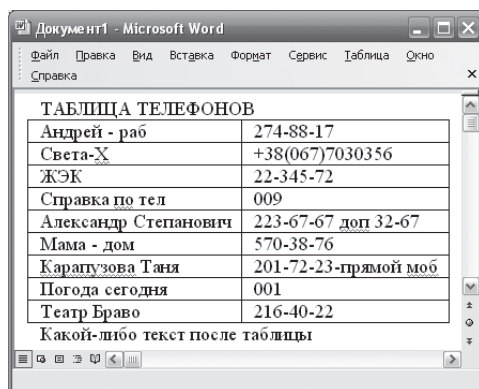 Документ1 - Microsoft Word
Файл Правка Вид Вставка Формат Сервис Таблица Окно
Справка
ТАБЛИЦА ТЕЛЕФОНОВ
Андрей - раб 274-88-17
Света-Х +38(067)7030356
ЖЭК 22-345-72
Справка по тел 009
Александр Степанович 223-67-67 доп 32-67
Мама - дом 570-38-76
Карапузова Таня 201-72-23-прямой моб
Погода сегодня 001
Театр Браво 216-40-22
Какой-либо текст после таблицы